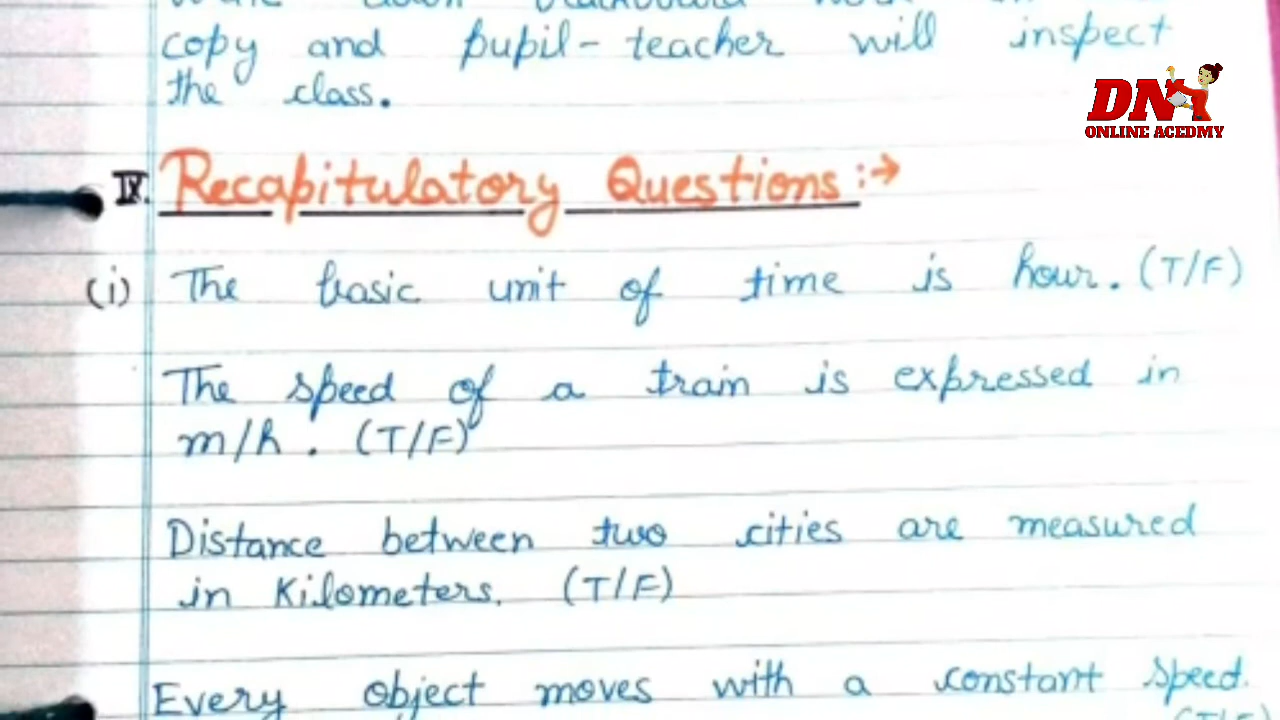 copy and pupil- teacher will inspect
the class.
DNA
ONLINE ACEDMY
IX. Recapitulatory Questions :→
(i) The basic unit of time is hour. (T/F)
The speed of a train is expressed in
m/h. (T/F)
Distance between two cities are measured
in Kilometers. (T/F)
Every object moves with a constant speed.
(T/F)